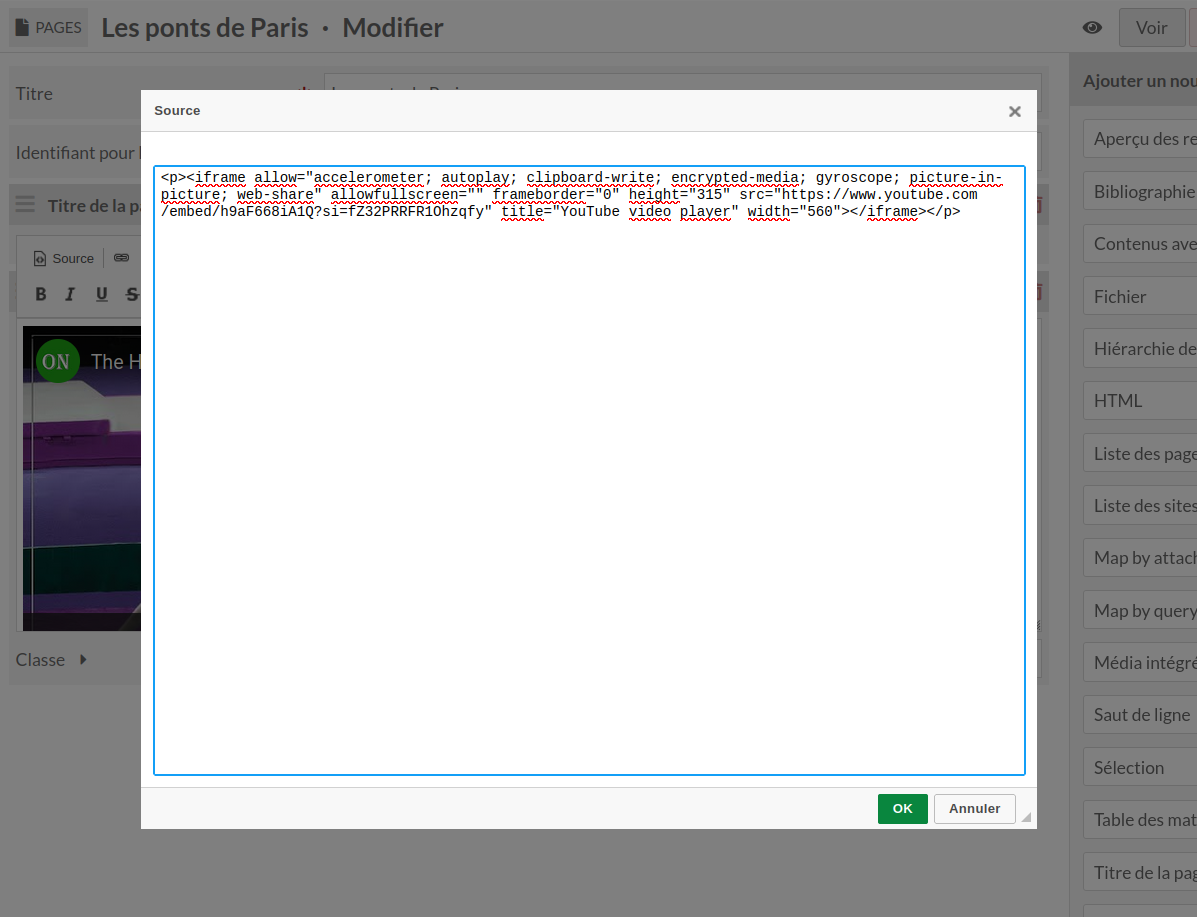 PAGES Les ponts de Paris · Modifier Voir
Titre
Identifiant pour
Titre de la pa
Source
B I U S
ON The H
Classe
Source
<p><iframe allow="accelerometer; autoplay; clipboard-write; encrypted-media; gyroscope; picture-in-
picture; web-share" allowfullscreen="" frameborder="0" height="315" src="https://www.youtube.com
/embed/h9aF668iA1Q?si=fZ32PRRFR1Ohzqfy" title="YouTube video player" width="560"></iframe></p>
OK Annuler
Ajouter un nou
Aperçu des re
Bibliographie
Contenus ave
Fichier
Hiérarchie de
HTML
Liste des page
Liste des sites
Map by attach
Map by query
Média intégré
Saut de ligne
Sélection
Table des mat
Titre de la pag